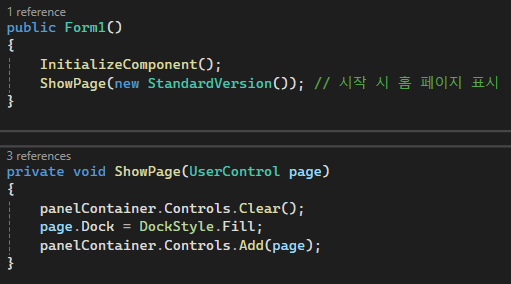 1 reference
public Form1()
{
InitializeComponent();
ShowPage(new StandardVersion()); // 시작 시 홈 페이지 표시
}
3 references
private void ShowPage(UserControl page)
{
panelContainer.Controls.Clear();
page.Dock = DockStyle.Fill;
panelContainer.Controls.Add(page);
}